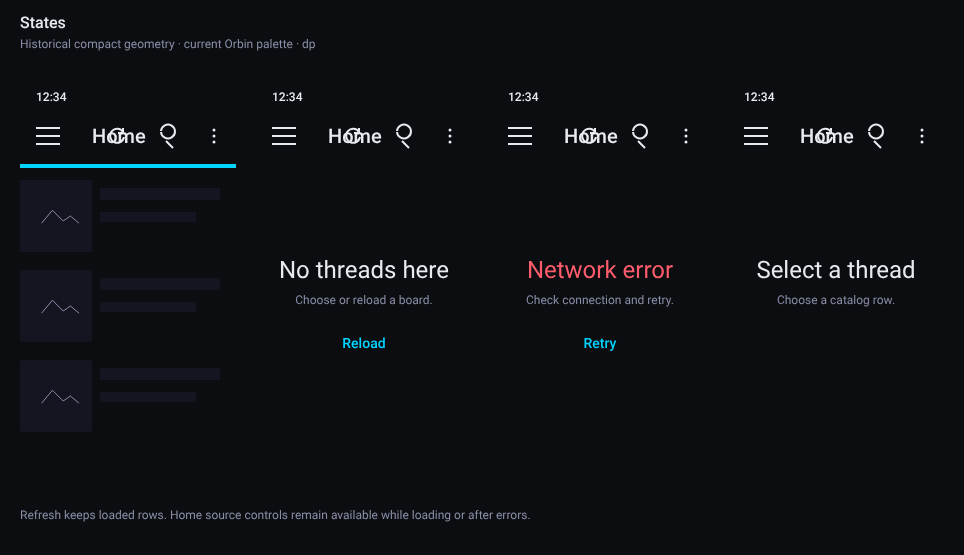 States
Historical compact geometry · current Orbin palette · dp
12:34
Home
12:34
Home
12:34
Home
12:34
Home
No threads here
Choose or reload a board.
Reload
Network error
Check connection and retry.
Retry
Select a thread
Choose a catalog row.
Refresh keeps loaded rows. Home source controls remain available while loading or after errors.